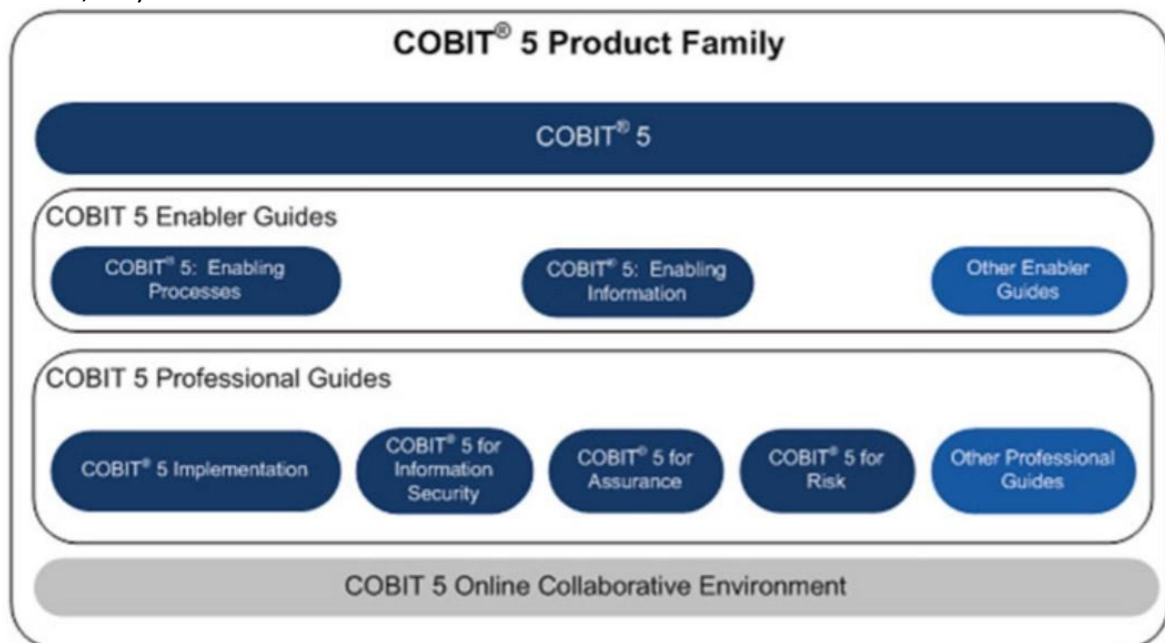 COBIT® 5 Product Family
COBIT® 5
COBIT 5 Enabler Guides
COBIT® 5: Enabling
Processes
COBIT® 5: Enabling
Information
Other Enabler
Guides
COBIT 5 Professional Guides
COBIT® 5 Implementation
COBIT® 5 for
Information
Security
COBIT® 5 for
Assurance
COBIT® 5 for
Risk
Other Professional
Guides
COBIT 5 Online Collaborative Environment